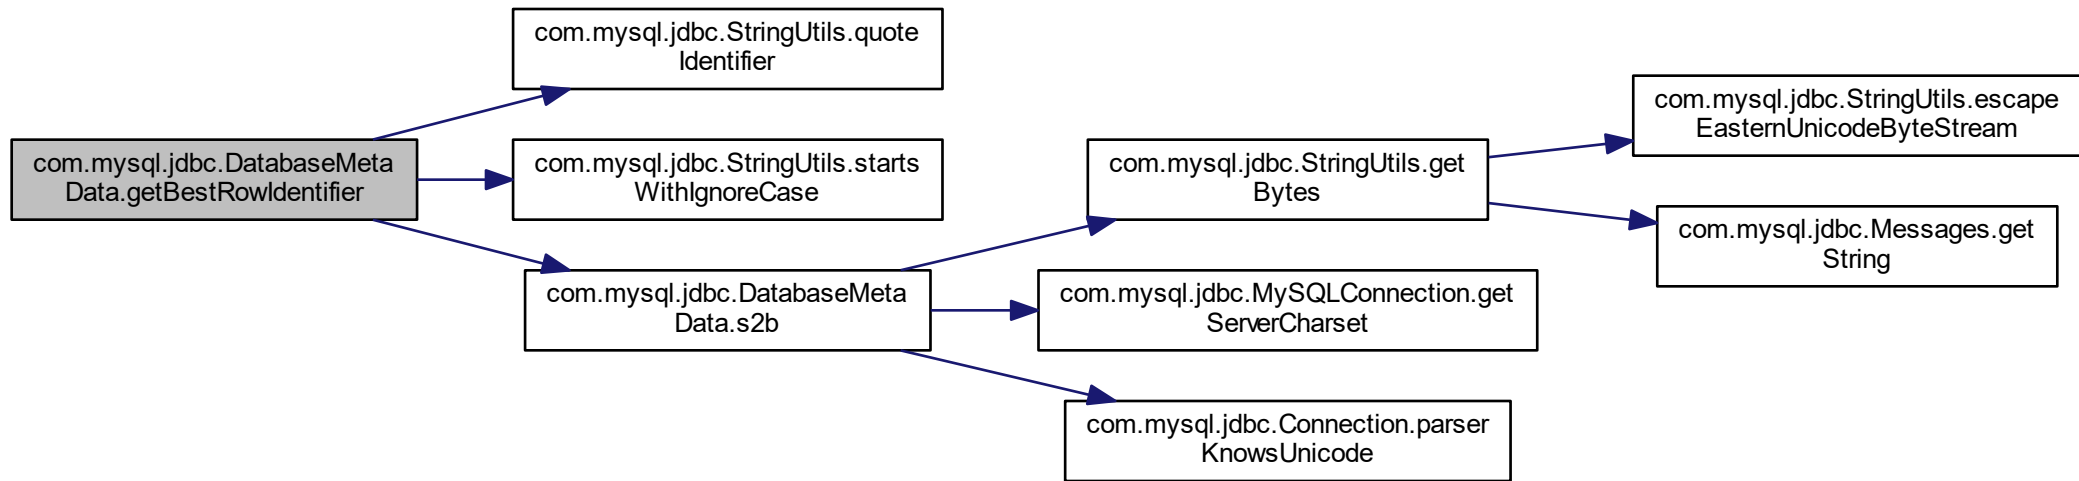 com.mysql.jdbc.StringUtils.quote
Identifier
com.mysql.jdbc.DatabaseMeta
Data.getBestRowIdentifier
com.mysql.jdbc.StringUtils.starts
WithIgnoreCase
com.mysql.jdbc.DatabaseMeta
Data.s2b
com.mysql.jdbc.StringUtils.get
Bytes
com.mysql.jdbc.MySQLConnection.get
ServerCharset
com.mysql.jdbc.Connection.parser
KnowsUnicode
com.mysql.jdbc.StringUtils.escape
EasternUnicodeByteStream
com.mysql.jdbc.Messages.get
String